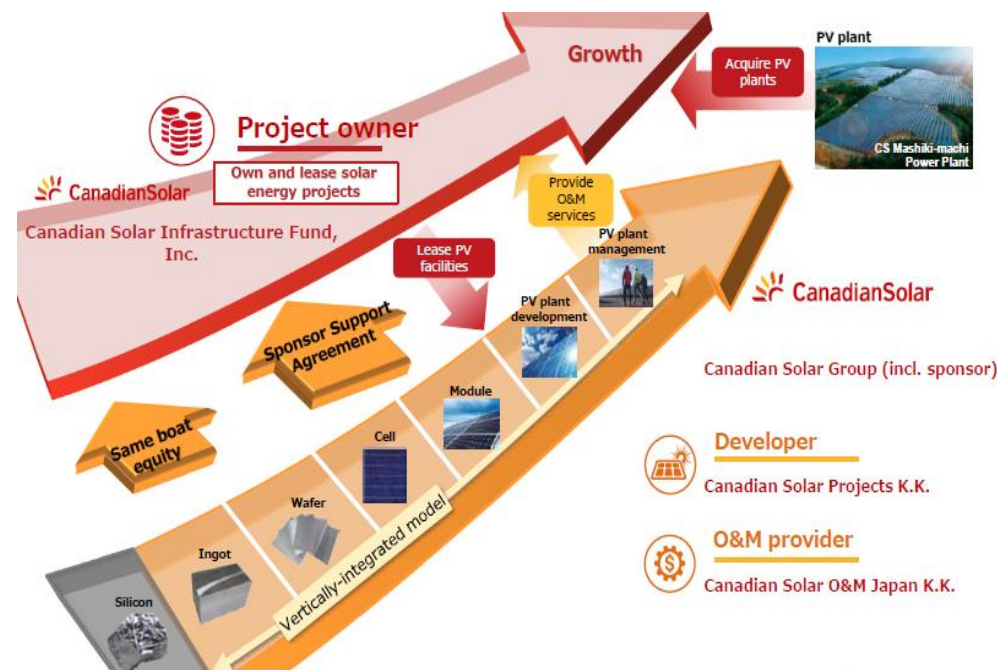 Growth
PV plant
Acquire PV
plants
CS Mashiki-machi
Power Plant
Project owner
Own and lease solar
energy projects
CanadianSolar
Canadian Solar Infrastructure Fund,
Inc.
Provide
O&M
services
Lease PV
facilities
PV plant
management
PV plant
development
Module
Cell
Wafer
Ingot
Silicon
Vertically-integrated model
Sponsor Support
Agreement
Same boat
equity
CanadianSolar
Canadian Solar Group (incl. sponsor)
Developer
Canadian Solar Projects K.K.
O&M provider
Canadian Solar O&M Japan K.K.
$